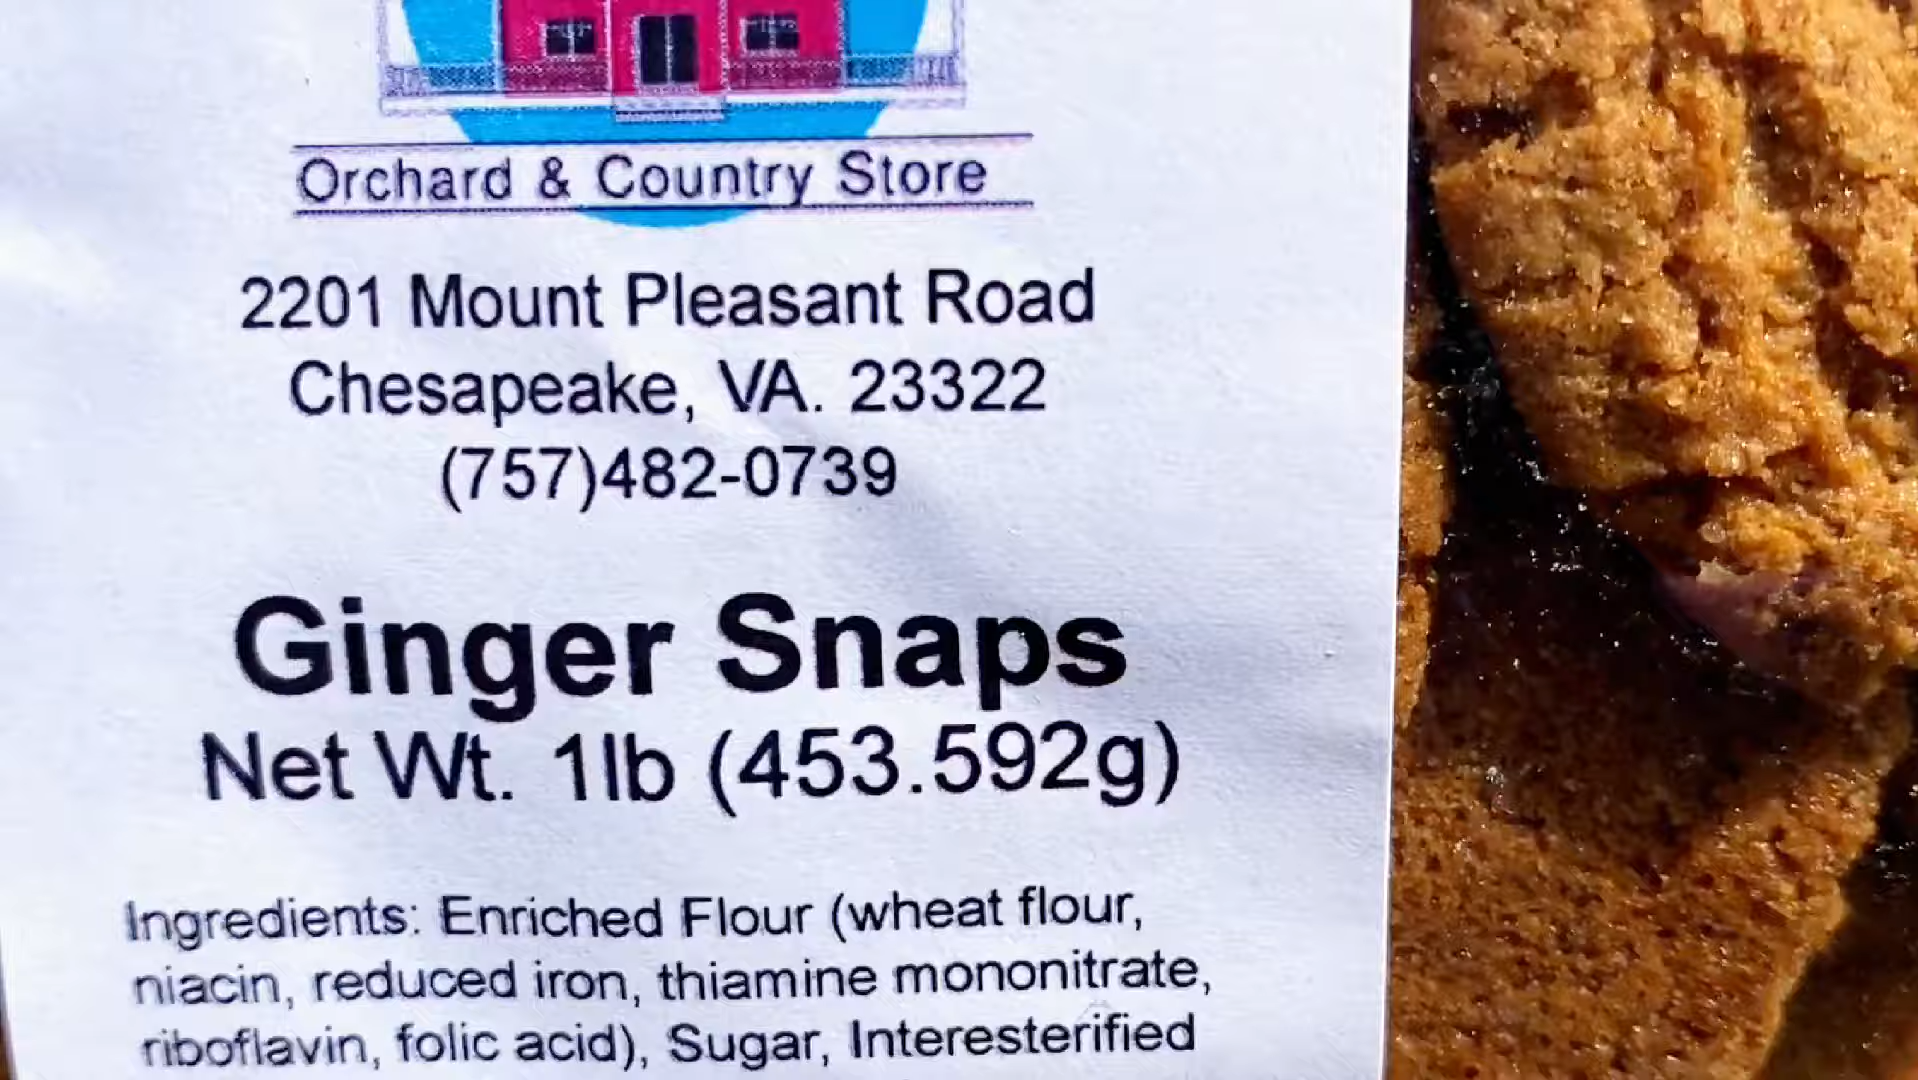 Orchard & Country Store
2201 Mount Pleasant Road
Chesapeake, VA. 23322
(757)482-0739
Ginger Snaps
Net Wt. 1lb (453.592g)
Ingredients: Enriched Flour (wheat flour,
niacin, reduced iron, thiamine mononitrate,
riboflavin, folic acid), Sugar, Interesterified